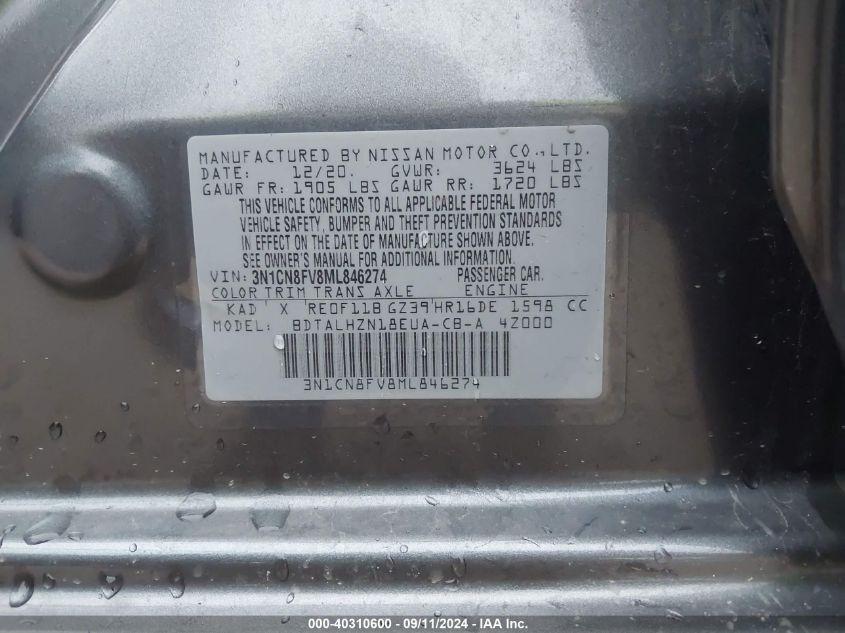 MANUFACTURED BY NISSAN MOTOR CO.,LTD.
DATE: 12/20. GVWR: 3624 LBS
GAWR FR: 1905 LBS GAWR RR: 1720 LBS
THIS VEHICLE CONFORMS TO ALL APPLICABLE FEDERAL MOTOR
VEHICLE SAFETY, BUMPER AND THEFT PREVENTION STANDARDS
IN EFFECT ON THE DATE OF MANUFACTURE SHOWN ABOVE.
SEE OWNER'S MANUAL FOR ADDITIONAL INFORMATION.
VIN: 3N1CN8FV8ML846274 PASSENGER CAR.
COLOR TRIM TRANS AXLE ENGINE
KAD X RE0F11B GZ39 HR16DE 1598 CC
MODEL: BDTALHZN18EUA-CB-A 4Z000
3N1CN8FV8ML846274
000-40310600 - 09/11/2024 - IAA Inc.